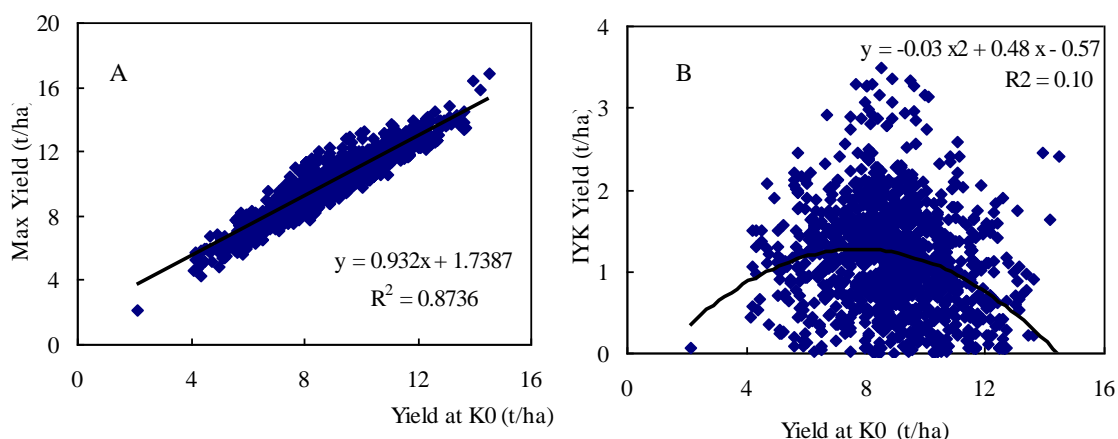 A
Max Yield (t/ha)
20
16
12
8
4
0
y = 0.932x + 1.7387
R2 = 0.8736
0 4 8 12 16
Yield at K0 (t/ha)
B
y = -0.03 x2 + 0.48 x - 0.57
R2 = 0.10
IYK Yield (t/ha)
4
3
2
1
0
0 4 8 12 16
Yield at K0 (t/ha)